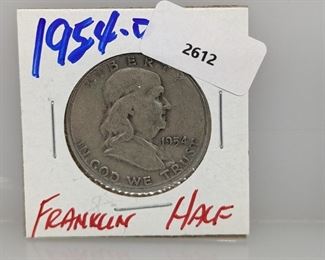 1954-
2612
LIBERTY
1954
IN GOD WE TRUST
FRANKLIN HALF